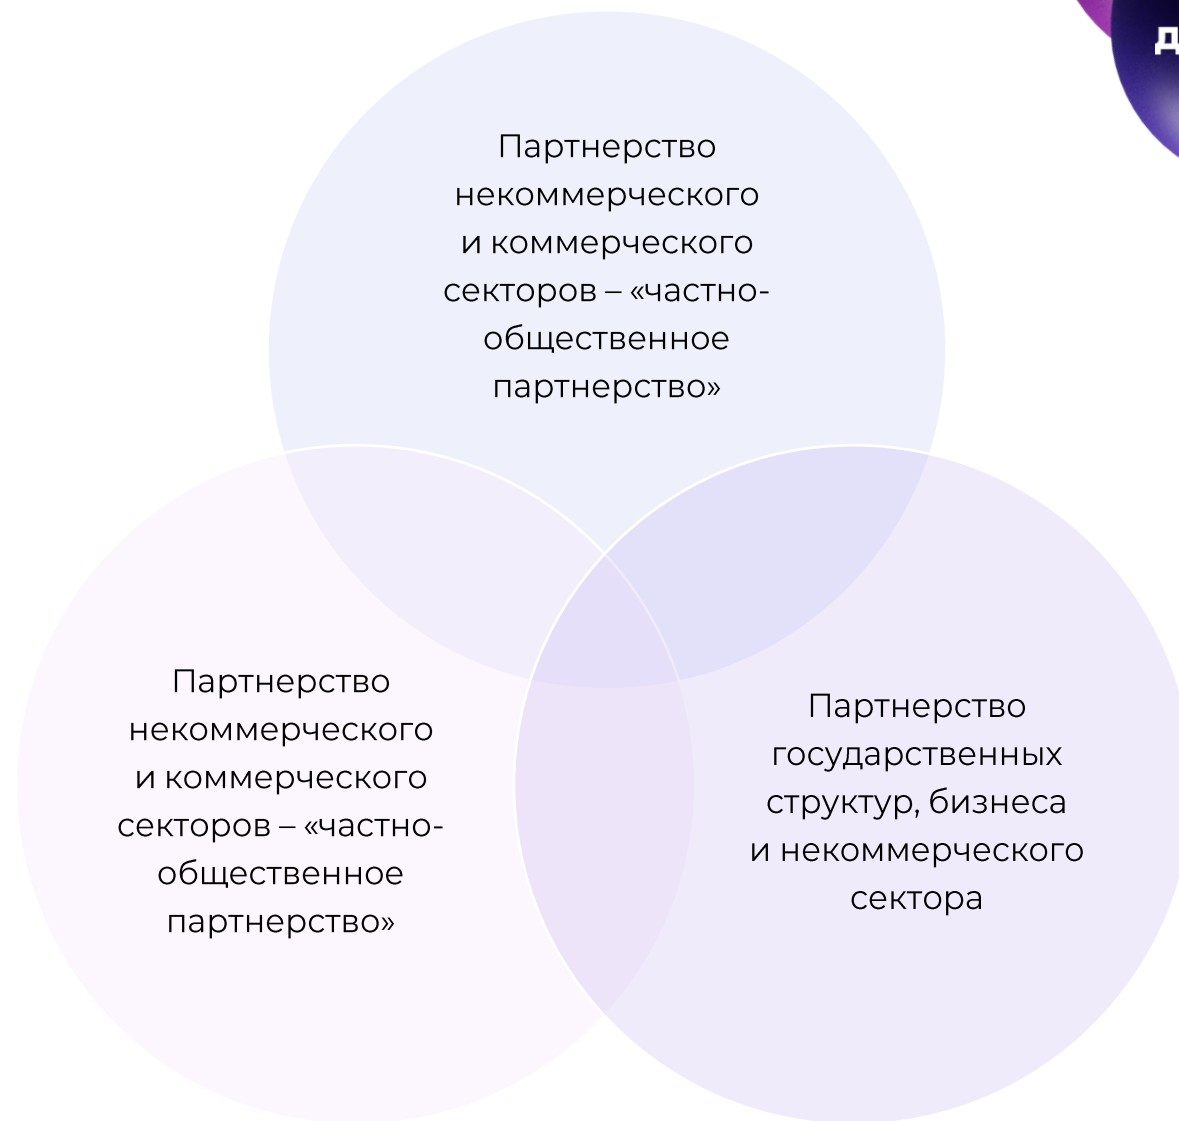 Партнерство
некоммерческого
и коммерческого
секторов – «частно-
общественное
партнерство»
Партнерство
некоммерческого
и коммерческого
секторов – «частно-
общественное
партнерство»
Партнерство
государственных
структур, бизнеса
и некоммерческого
сектора